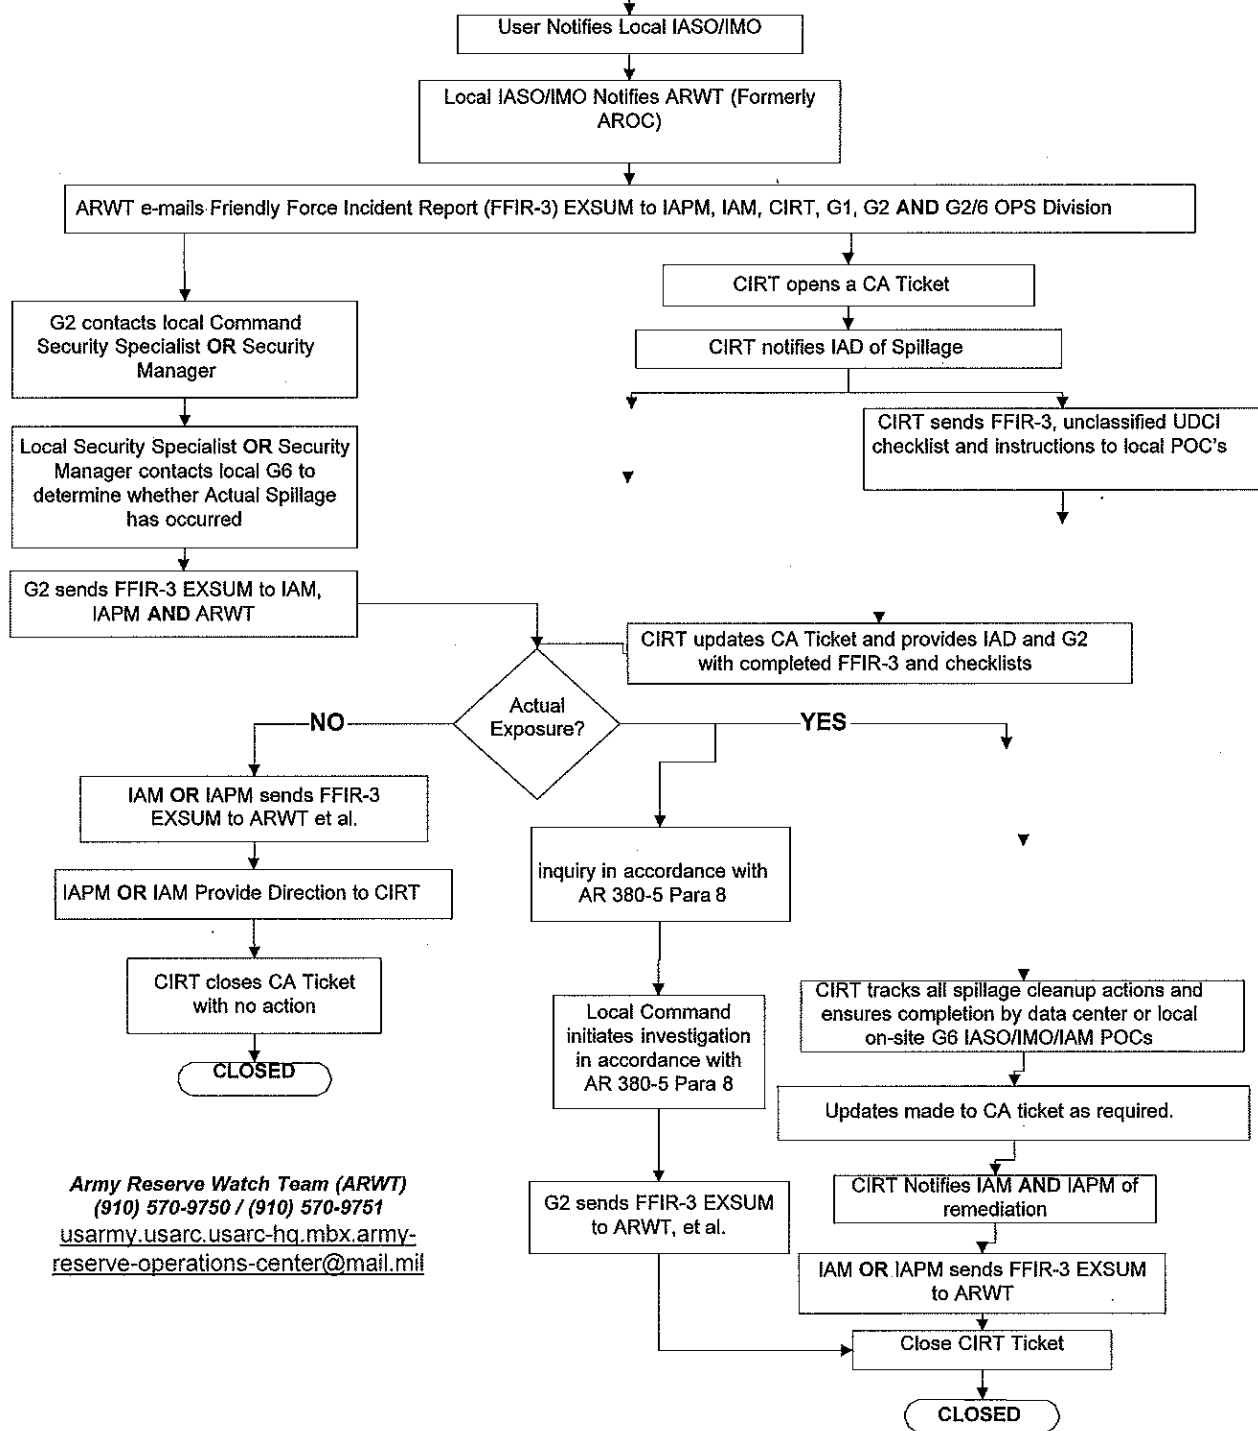 User Notifies Local IASO/IMO
Local IASO/IMO Notifies ARWT (Formerly
AROC)
ARWT e-mails Friendly Force Incident Report (FFIR-3) EXSUM to IAPM, IAM, CIRT, G1, G2 AND G2/6 OPS Division
G2 contacts local Command
Security Specialist OR Security
Manager
Local Security Specialist OR Security
Manager contacts local G6 to
determine whether Actual Spillage
has occurred
G2 sends FFIR-3 EXSUM to IAM,
IAPM AND ARWT
CIRT opens a CA Ticket
CIRT notifies IAD of Spillage
CIRT sends FFIR-3, unclassified UDCI
checklist and instructions to local POC's
CIRT updates CA Ticket and provides IAD and G2
with completed FFIR-3 and checklists
Actual
Exposure?
NO
YES
IAM OR IAPM sends FFIR-3
EXSUM to ARWT et al.
IAPM OR IAM Provide Direction to CIRT
CIRT closes CA Ticket
with no action
CLOSED
inquiry in accordance with
AR 380-5 Para 8
Local Command
initiates investigation
in accordance with
AR 380-5 Para 8
G2 sends FFIR-3 EXSUM
to ARWT, et al.
CIRT tracks all spillage cleanup actions and
ensures completion by data center or local
on-site G6 IASO/IMO/IAM POCs
Updates made to CA ticket as required.
CIRT Notifies IAM AND IAPM of
remediation
IAM OR IAPM sends FFIR-3 EXSUM
to ARWT
Close CIRT Ticket
CLOSED
Army Reserve Watch Team (ARWT)
(910) 570-9750 / (910) 570-9751
usarmy.usarc.usarc-hq.mbx.army-
reserve-operations-center@mail.mil